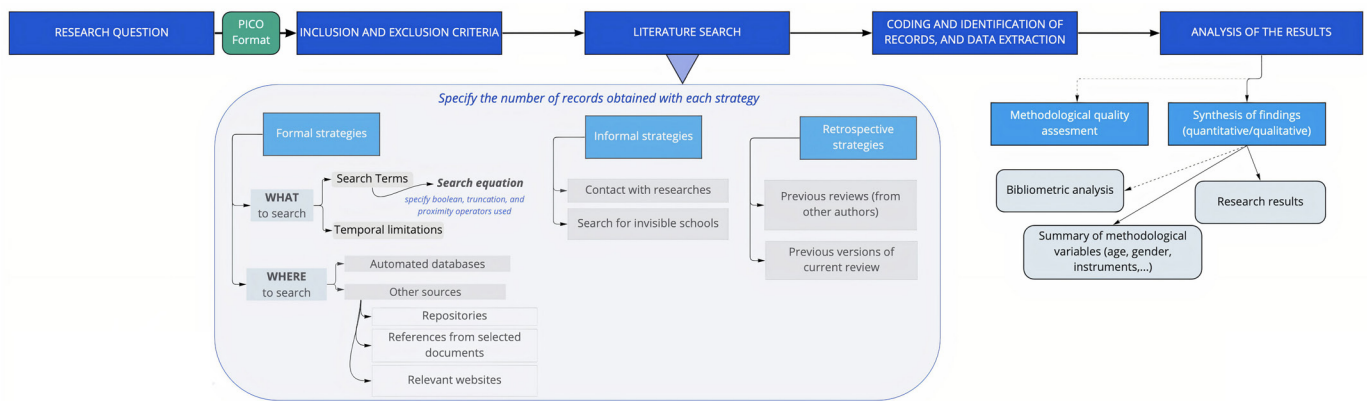 RESEARCH QUESTION
PICO
Format
INCLUSION AND EXCLUSION CRITERIA
LITERATURE SEARCH
CODING AND IDENTIFICATION OF
RECORDS, AND DATA EXTRACTION
ANALYSIS OF THE RESULTS
Specify the number of records obtained with each strategy
Formal strategies
WHAT
to search
Search Terms
Search equation
specify boolean, truncation, and
proximity operators used
Temporal limitations
WHERE
to search
Automated databases
Other sources
Repositories
References from selected
documents
Relevant websites
Informal strategies
Contact with researches
Search for invisible schools
Retrospective
strategies
Previous reviews (from
other authors)
Previous versions of
current review
Methodological quality
assesment
Synthesis of findings
(quantitative/qualitative)
Bibliometric analysis
Research results
Summary of methodological
variables (age, gender,
instruments,...)